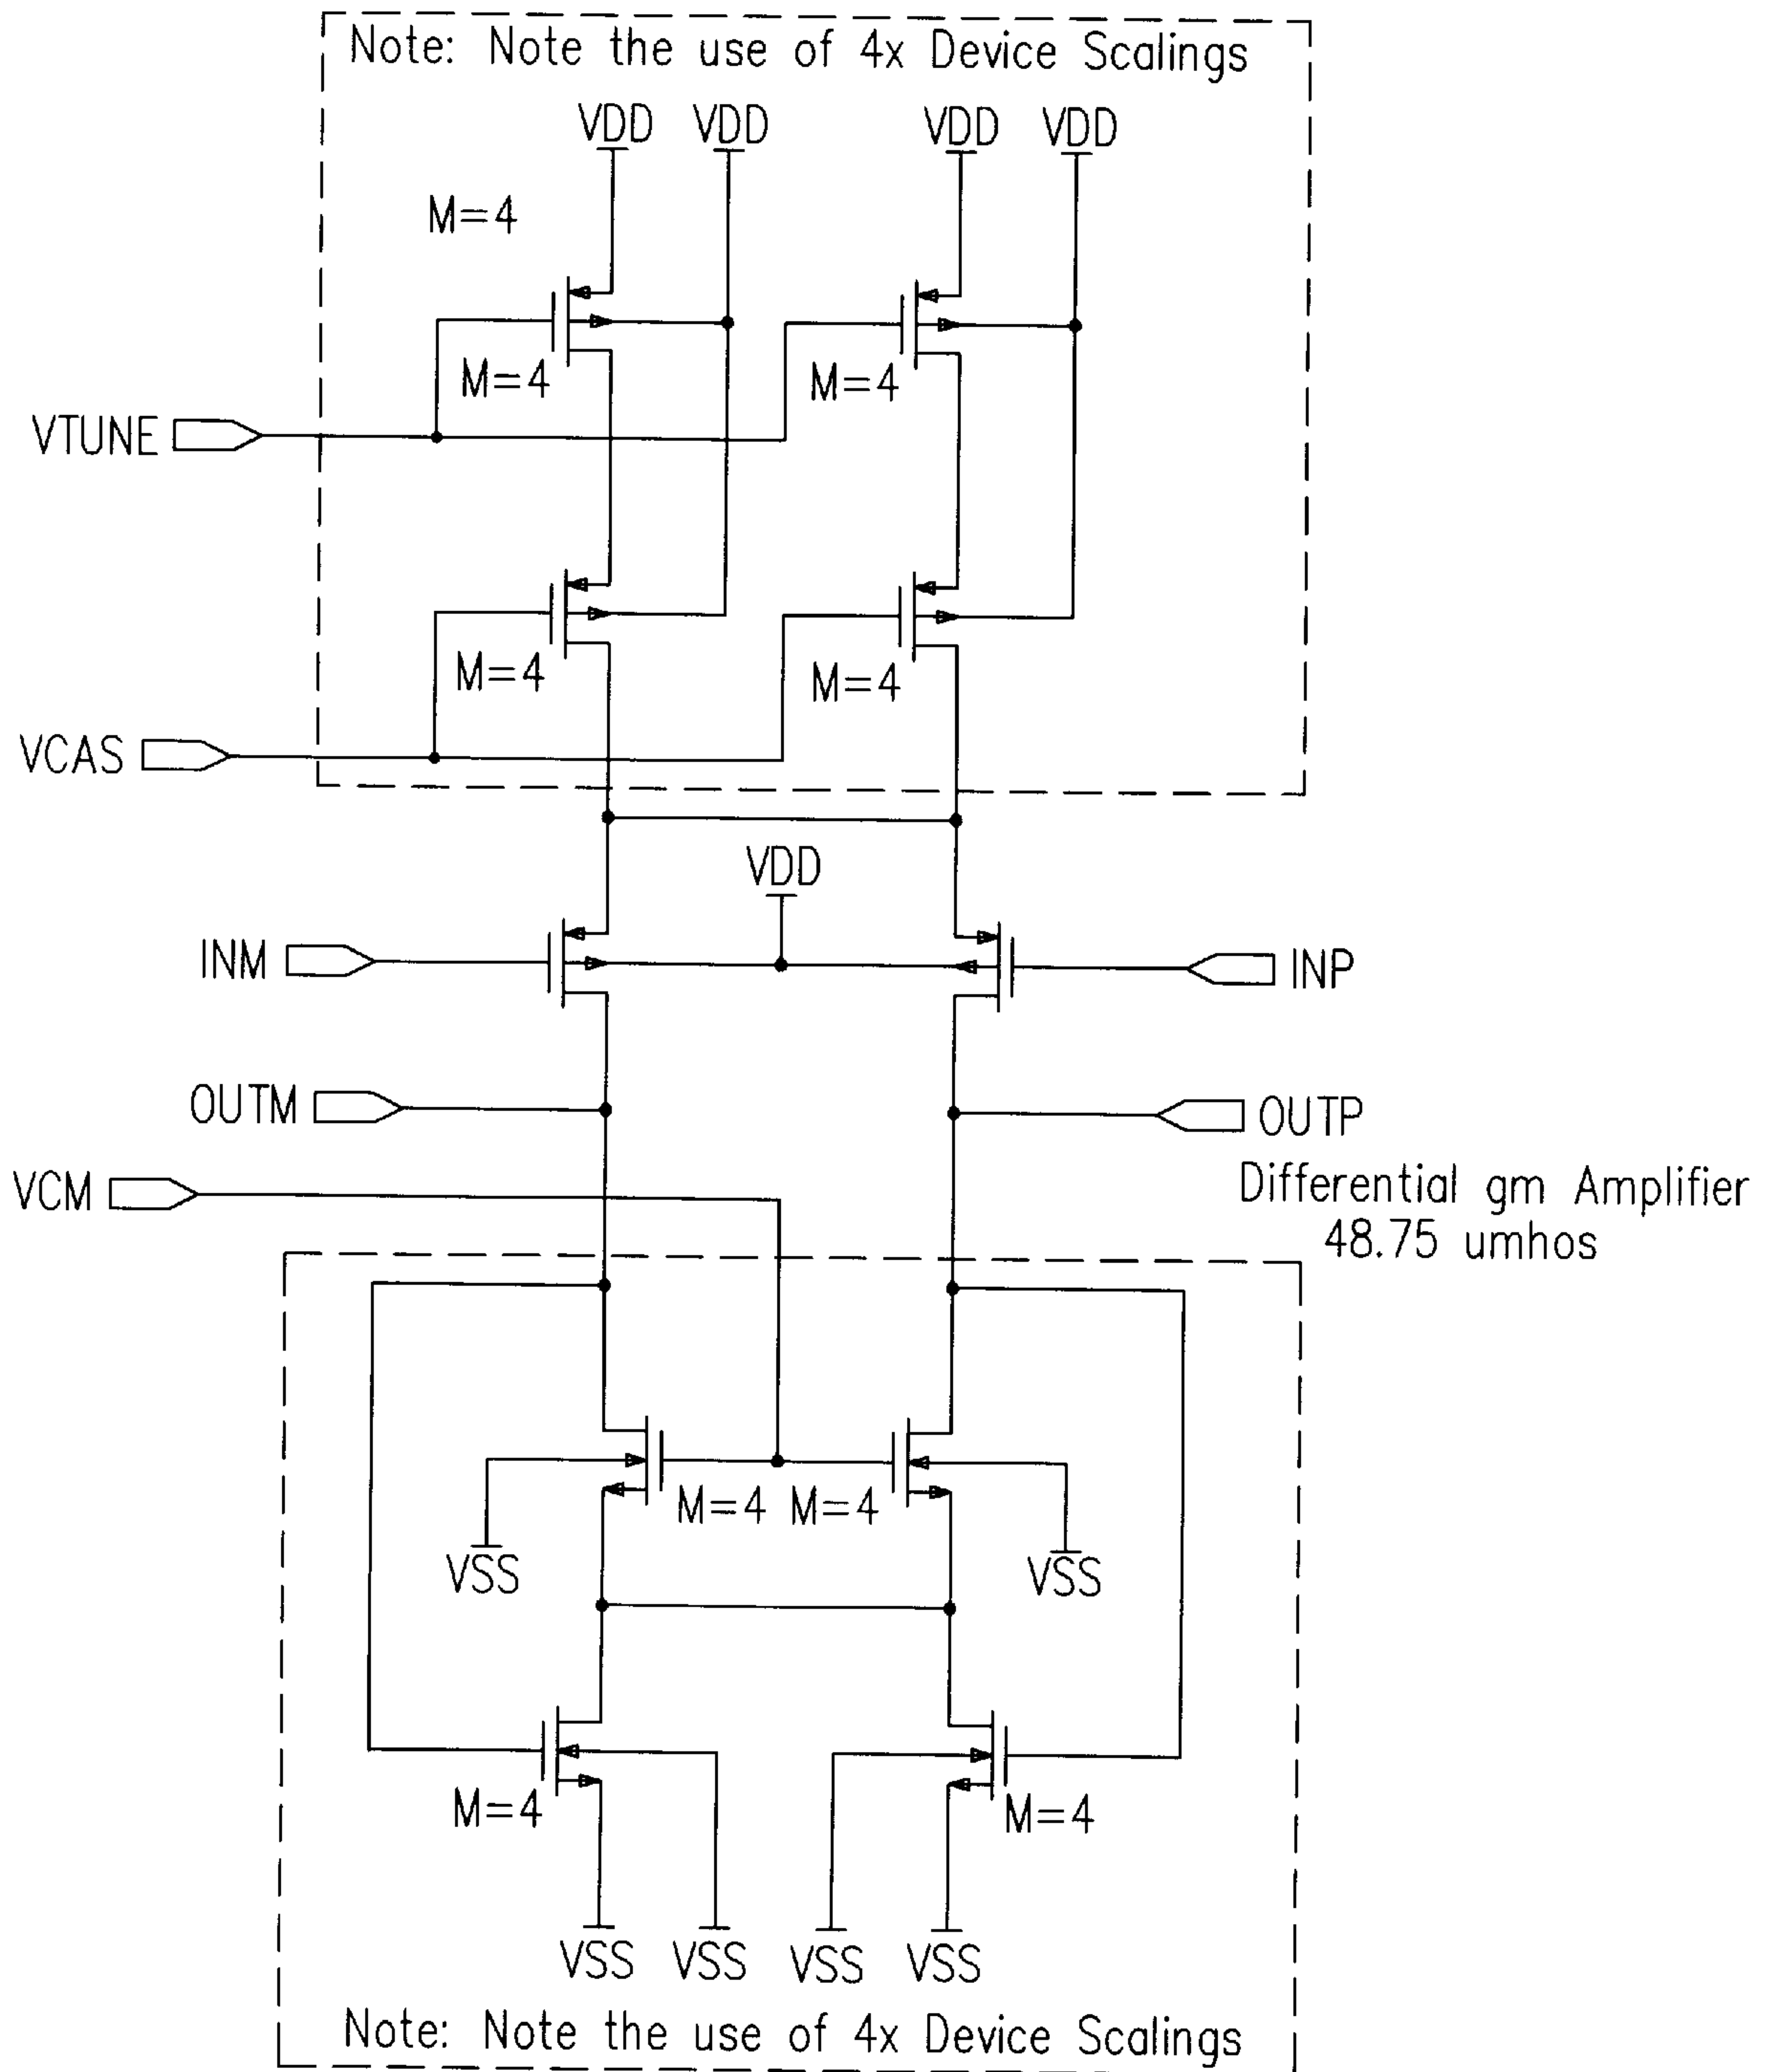 Note: Note the use of 4x Device Scalings
VDD VDD VDD VDD
M=4
M=4 M=4
VTUNE
M=4 M=4
VCAS
VDD
INM INP
OUTM OUTP
VCM
Differential gm Amplifier
48.75 umhos
M=4 M=4
VSS VSS
M=4 M=4
VSS VSS VSS VSS
Note: Note the use of 4x Device Scalings